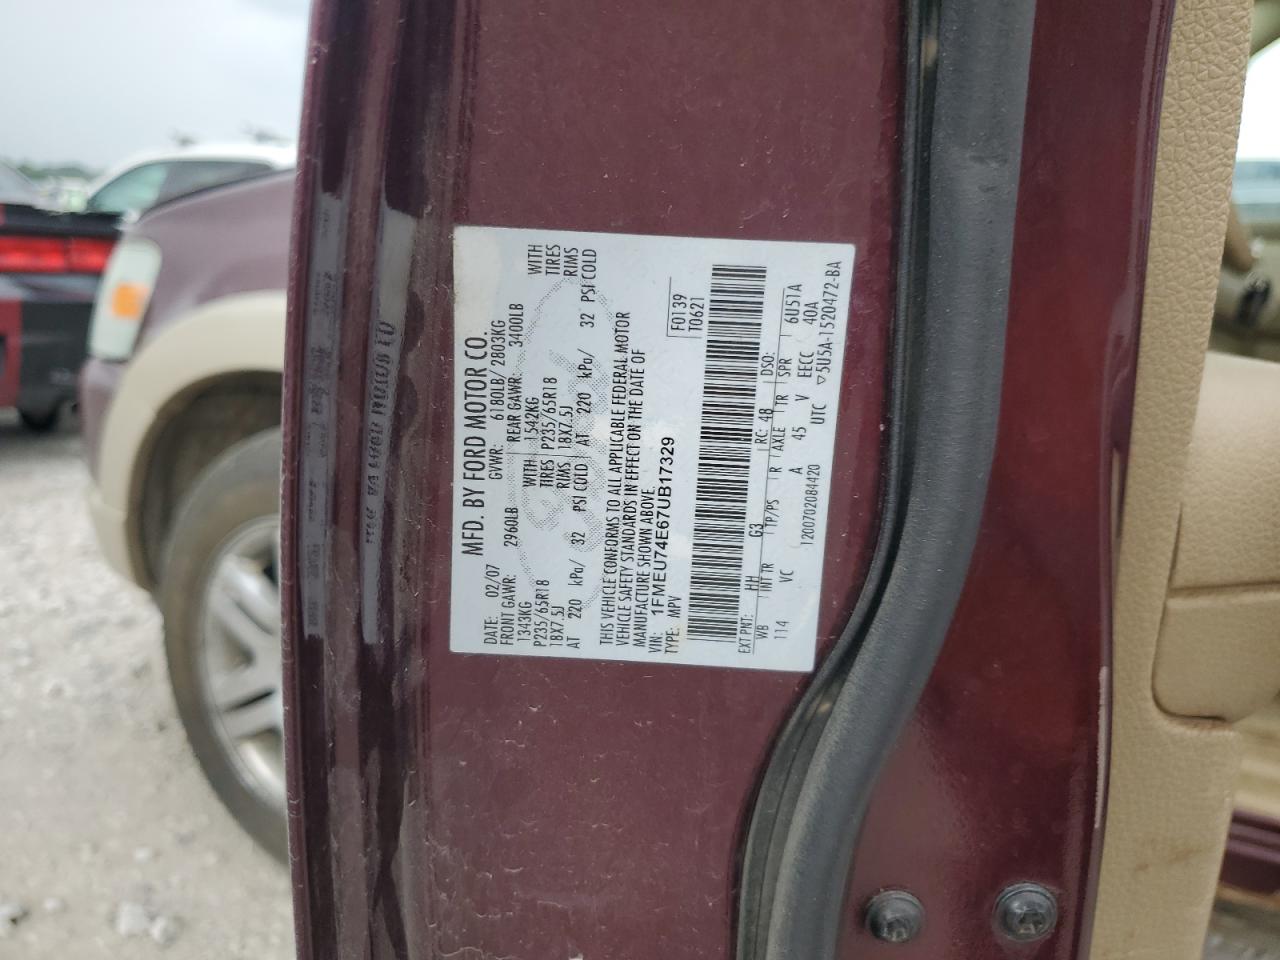 MFD. BY FORD MOTOR CO.
DATE: 02/07 GVWR: 6180LB/ 2803KG
FRONT GAWR: 2960LB REAR GAWR: 3400LB
1343KG WITH 1542KG WITH
P235/65R18 TIRES P235/65R18 TIRES
18X7.5J RIMS 18X7.5J RIMS
AT 220 kPa/ 32 PSI COLD AT 220 kPa/ 32 PSI COLD
THIS VEHICLE CONFORMS TO ALL APPLICABLE FEDERAL MOTOR
VEHICLE SAFETY STANDARDS IN EFFECT ON THE DATE OF
MANUFACTURE SHOWN ABOVE.
VIN: 1FMEU74E67UB17329 F0139
TYPE: MPV T0621
EXT PNT: HH G3 RC: 48 DSO:
WB INT TR TP/PS R AXLE TR SPR 6U51A
114 VC A 45 V EECC 40A
1200702084420 UTC ▽5U5A-1520472-BA